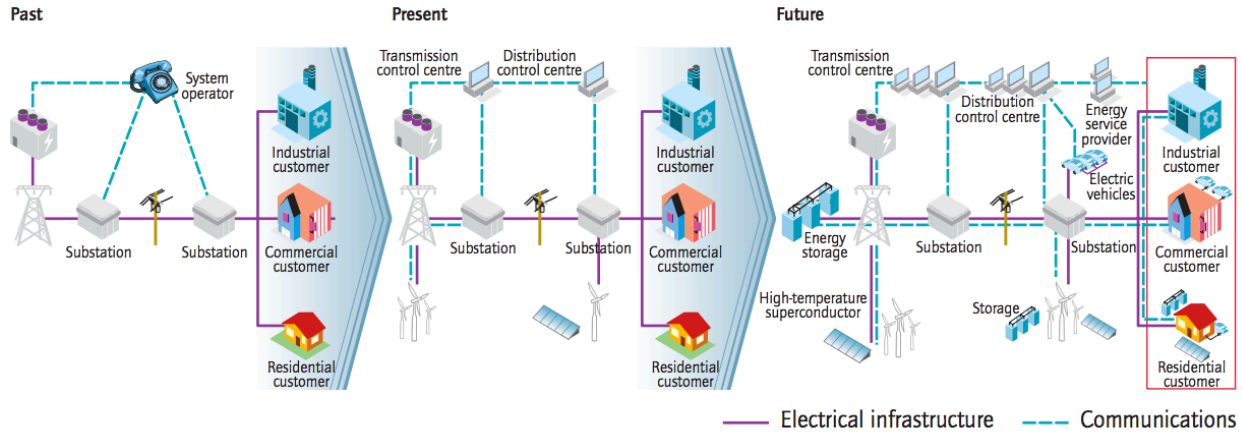 Past
System
operator
Substation
Substation
Industrial
customer
Commercial
customer
Residential
customer
Present
Transmission
control centre
Distribution
control centre
Substation
Substation
Industrial
customer
Commercial
customer
Residential
customer
Future
Transmission
control centre
Distribution
control centre
Energy
service
provider
Electric
vehicles
Energy
storage
Substation
Substation
High-temperature
superconductor
Storage
Industrial
customer
Commercial
customer
Residential
customer
Electrical infrastructure
Communications